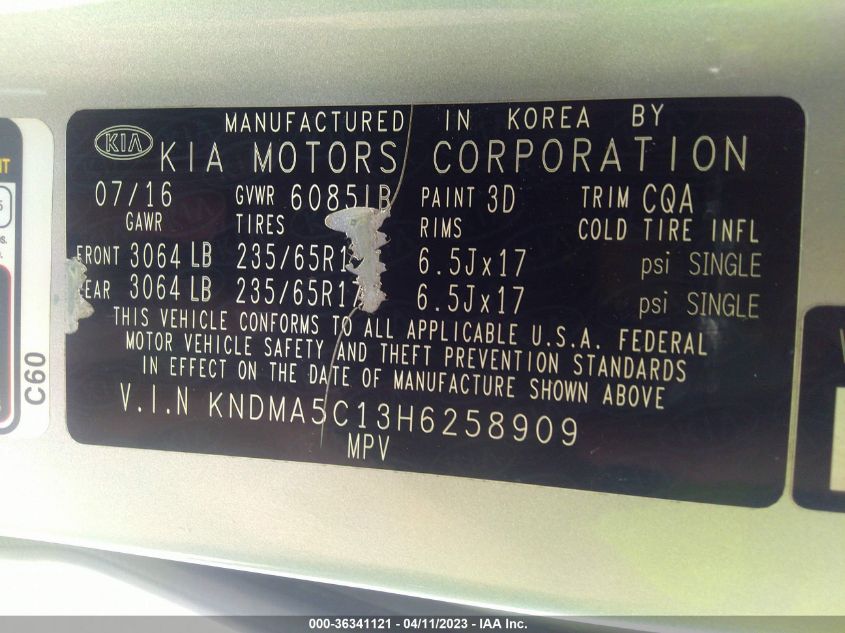 MANUFACTURED IN KOREA BY
KIA KIA MOTORS CORPORATION
07/16 GVWR 6085LB PAINT 3D TRIM CQA
GAWR TIRES RIMS COLD TIRE INFL
FRONT 3064 LB 235/65R1 6.5Jx17 psi SINGLE
EAR 3064 LB 235/65R17 6.5Jx17 psi SINGLE
THIS VEHICLE CONFORMS TO ALL APPLICABLE U.S.A. FEDERAL
MOTOR VEHICLE SAFETY AND THEFT PREVENTION STANDARDS
IN EFFECT ON THE DATE OF MANUFACTURE SHOWN ABOVE
V.I.N KNDMA5C13H6258909
MPV
C60
000-36341121 - 04/11/2023 - IAA Inc.